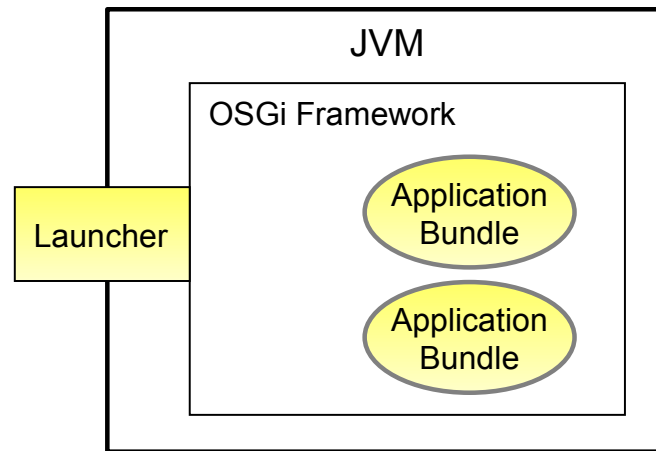 JVM
OSGi Framework
Launcher
Application
Bundle
Application
Bundle